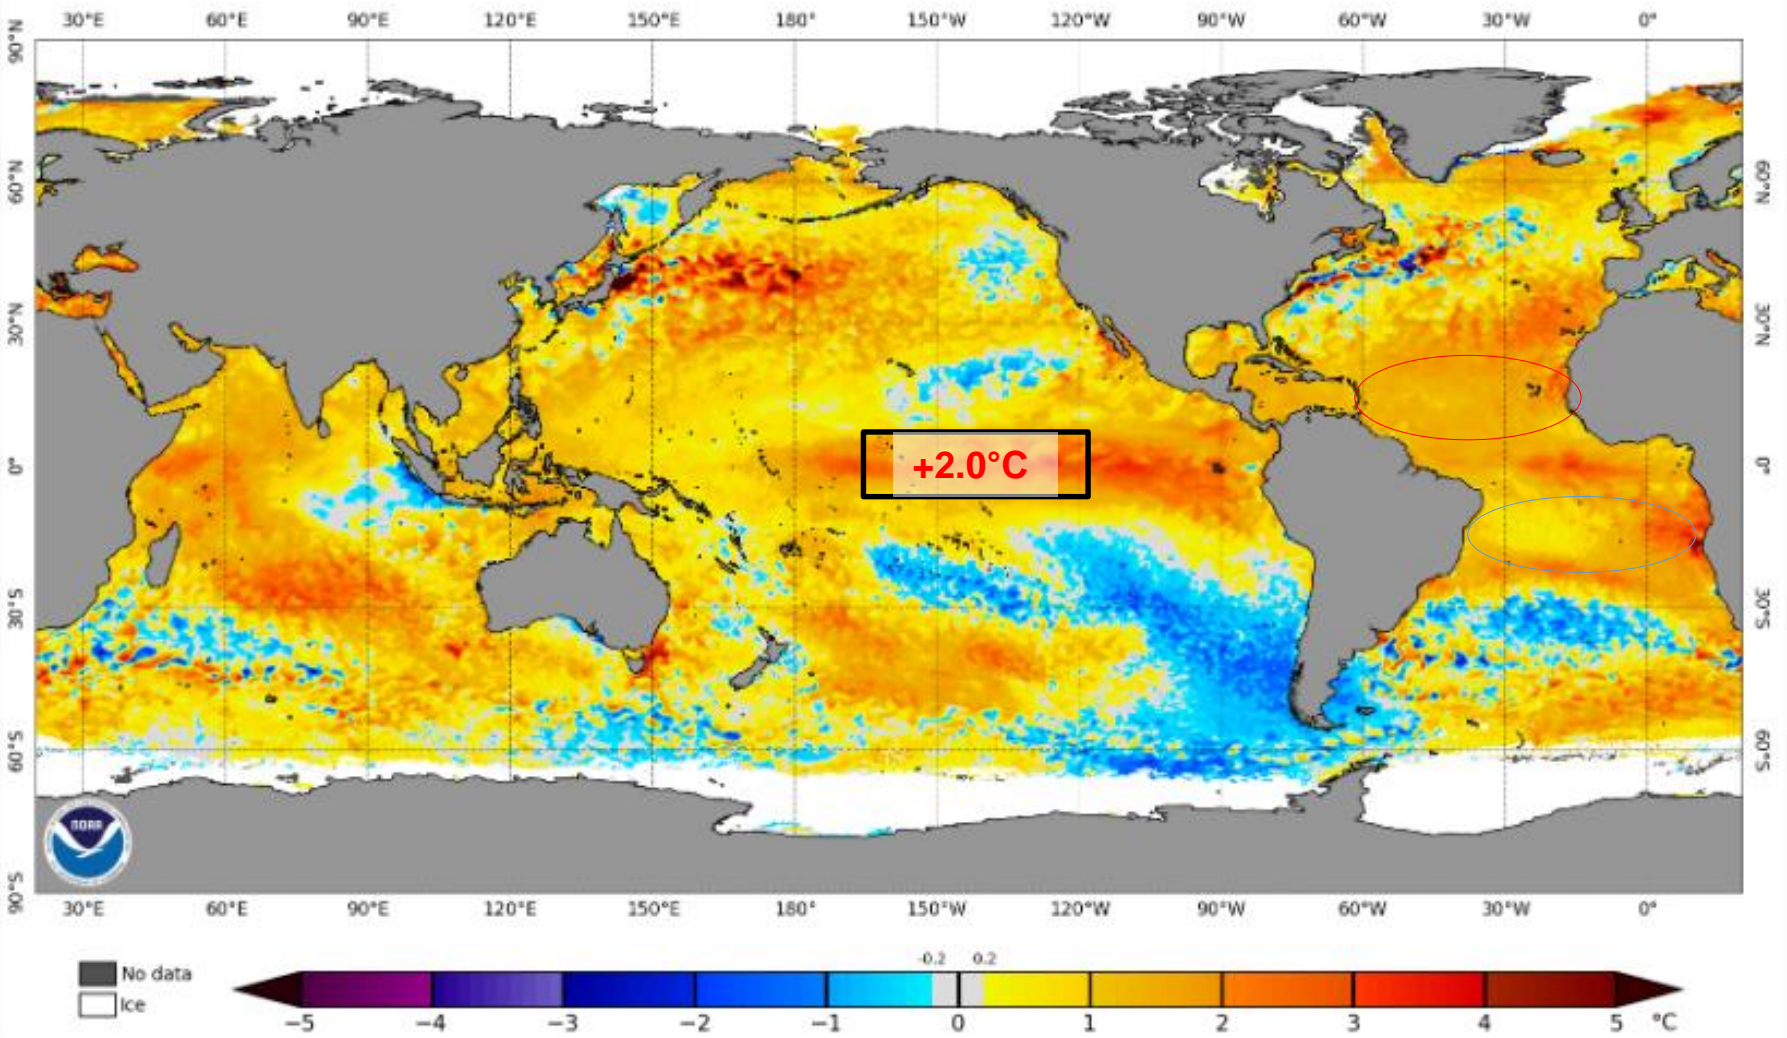 30°E 60°E 90°E 120°E 150°E 180° 150°W 120°W 90°W 60°W 30°W 0°
90°N
60°N 60°N
30°N 30°N
0° +2.0°C 0°
30°S 30°S
60°S 60°S
NOAA
90°S
30°E 60°E 90°E 120°E 150°E 180° 150°W 120°W 90°W 60°W 30°W 0°
-0.2 0.2
No data
Ice
−5 −4 −3 −2 −1 0 1 2 3 4 5 °C